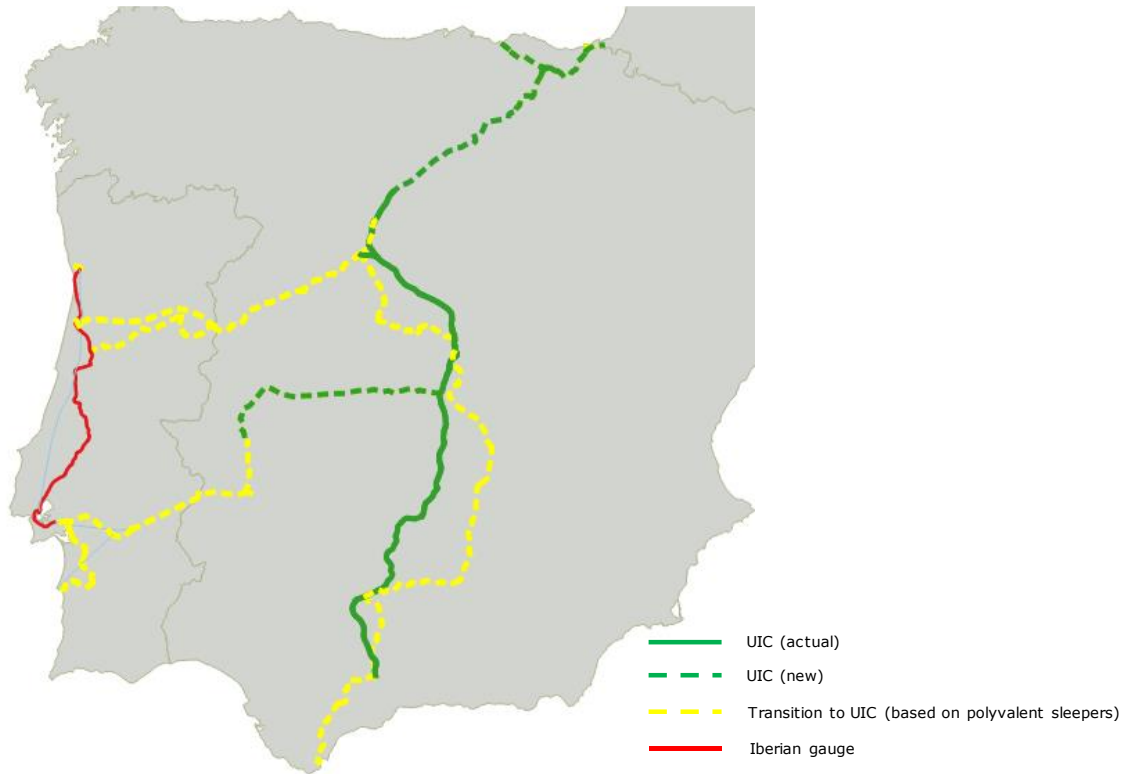 UIC (actual)
UIC (new)
Transition to UIC (based on polyvalent sleepers)
Iberian gauge